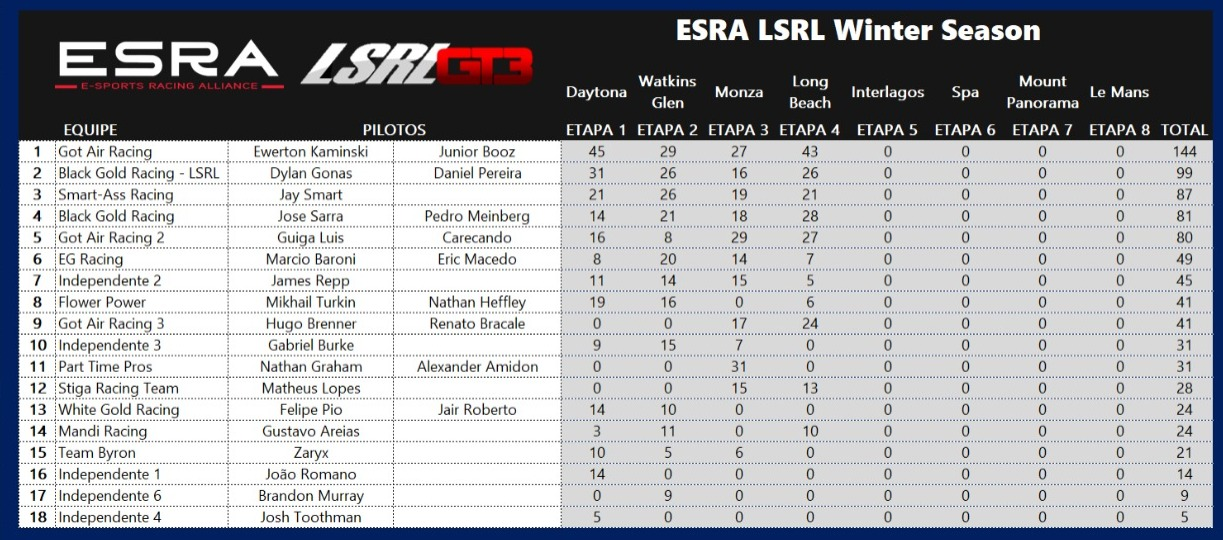 ESRA LSRL Winter Season
ESRA LSRL GT3
E-SPORTS RACING ALLIANCE
Daytona Watkins Glen Monza Long Beach Interlagos Spa Mount Panorama Le Mans
EQUIPE PILOTOS ETAPA 1 ETAPA 2 ETAPA 3 ETAPA 4 ETAPA 5 ETAPA 6 ETAPA 7 ETAPA 8 TOTAL
1 Got Air Racing Ewerton Kaminski Junior Booz 45 29 27 43 0 0 0 0 144
2 Black Gold Racing - LSRL Dylan Gonas Daniel Pereira 31 26 16 26 0 0 0 0 99
3 Smart-Ass Racing Jay Smart 21 26 19 21 0 0 0 0 87
4 Black Gold Racing Jose Sarra Pedro Meinberg 14 21 18 28 0 0 0 0 81
5 Got Air Racing 2 Guiga Luis Carecando 16 8 29 27 0 0 0 0 80
6 EG Racing Marcio Baroni Eric Macedo 8 20 14 7 0 0 0 0 49
7 Independente 2 James Repp 11 14 15 5 0 0 0 0 45
8 Flower Power Mikhail Turkin Nathan Heffley 19 16 0 6 0 0 0 0 41
9 Got Air Racing 3 Hugo Brenner Renato Bracale 0 0 17 24 0 0 0 0 41
10 Independente 3 Gabriel Burke 9 15 7 0 0 0 0 0 31
11 Part Time Pros Nathan Graham Alexander Amidon 0 0 31 0 0 0 0 0 31
12 Stiga Racing Team Matheus Lopes 0 0 15 13 0 0 0 0 28
13 White Gold Racing Felipe Pio Jair Roberto 14 10 0 0 0 0 0 0 24
14 Mandi Racing Gustavo Areias 3 11 0 10 0 0 0 0 24
15 Team Byron Zaryx 10 5 6 0 0 0 0 0 21
16 Independente 1 João Romano 14 0 0 0 0 0 0 0 14
17 Independente 6 Brandon Murray 0 9 0 0 0 0 0 0 9
18 Independente 4 Josh Toothman 5 0 0 0 0 0 0 0 5